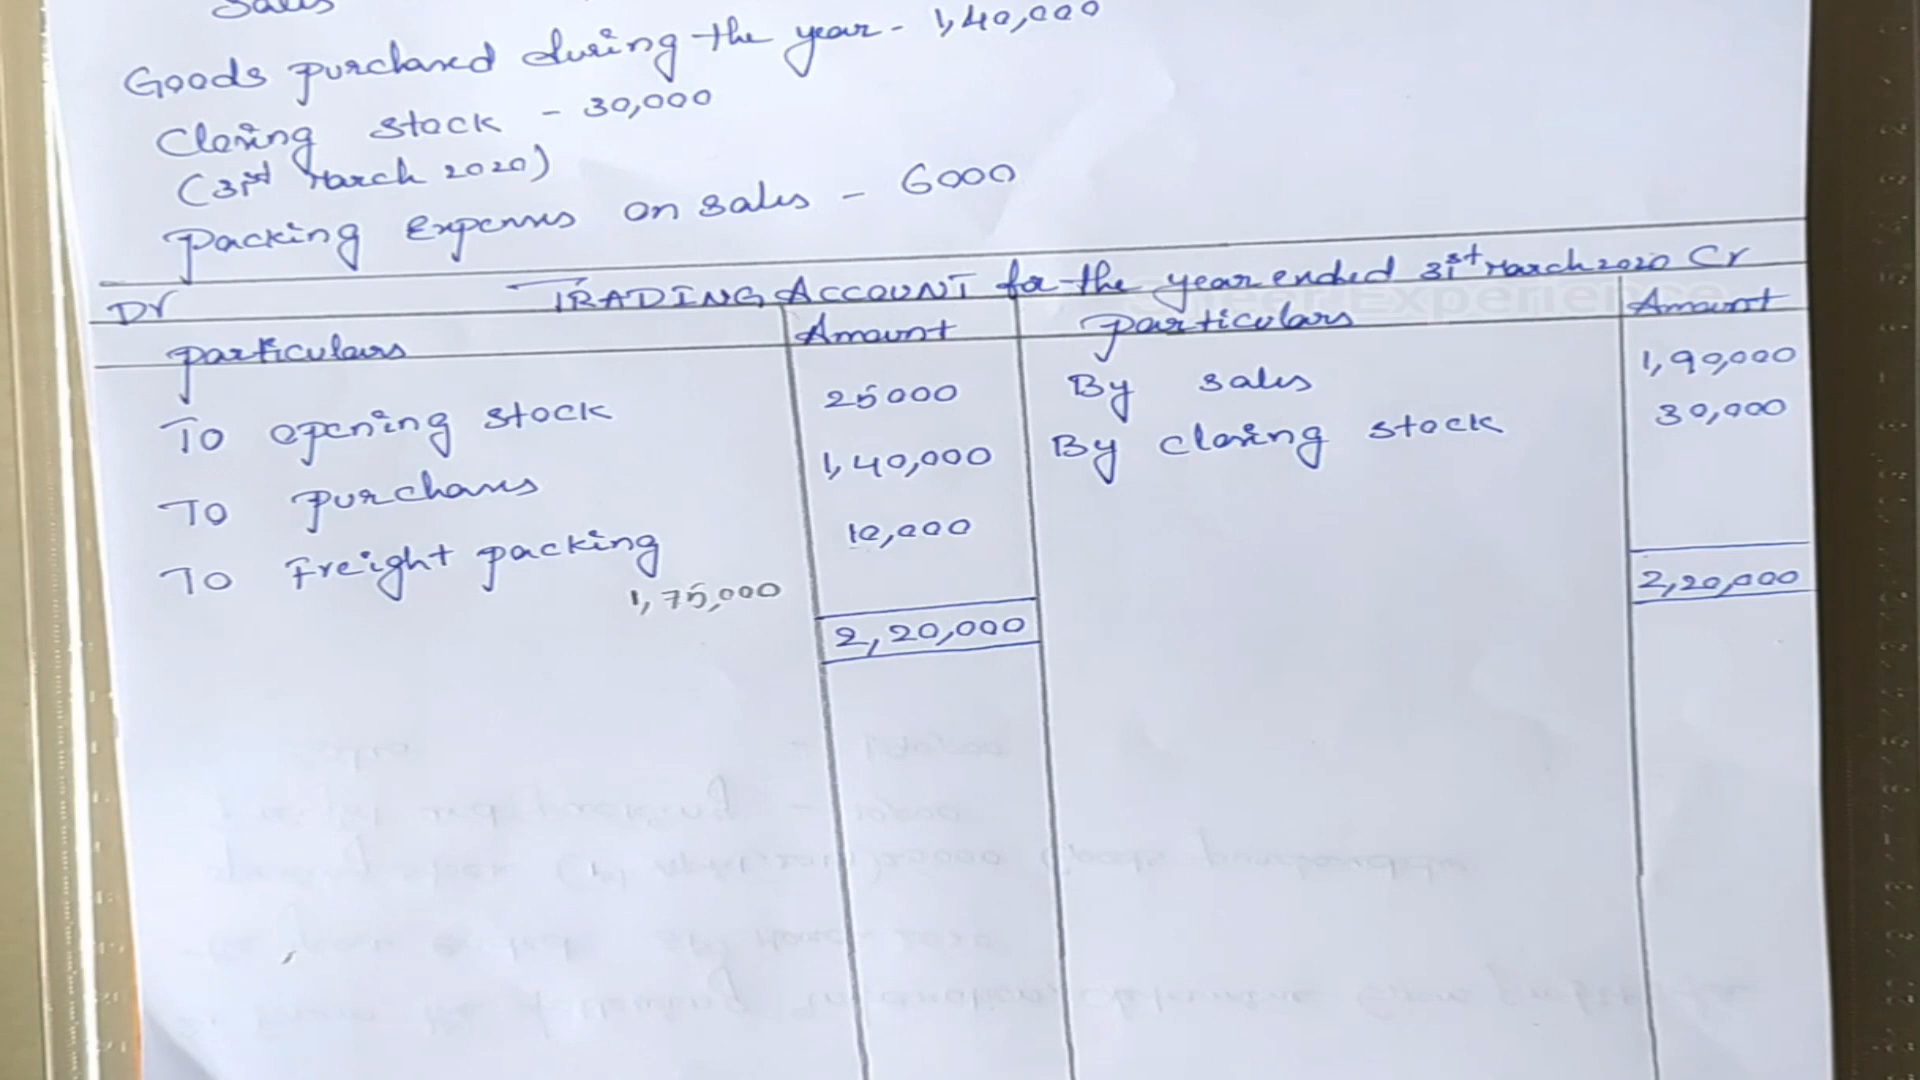 Sales
Goods purchased during the year - 1,40,000
Closing stock - 30,000
(31st March 2020)
Packing Expenses on sales - 6000
Dr TRADING ACCOUNT for the year ended 31st March 2020 Cr
particulars Amount particulars Amount
To opening stock 25000 By sales 1,90,000
To purchases 1,40,000 By closing stock 30,000
To Freight packing 10,000
1,75,000
2,20,000 2,20,000